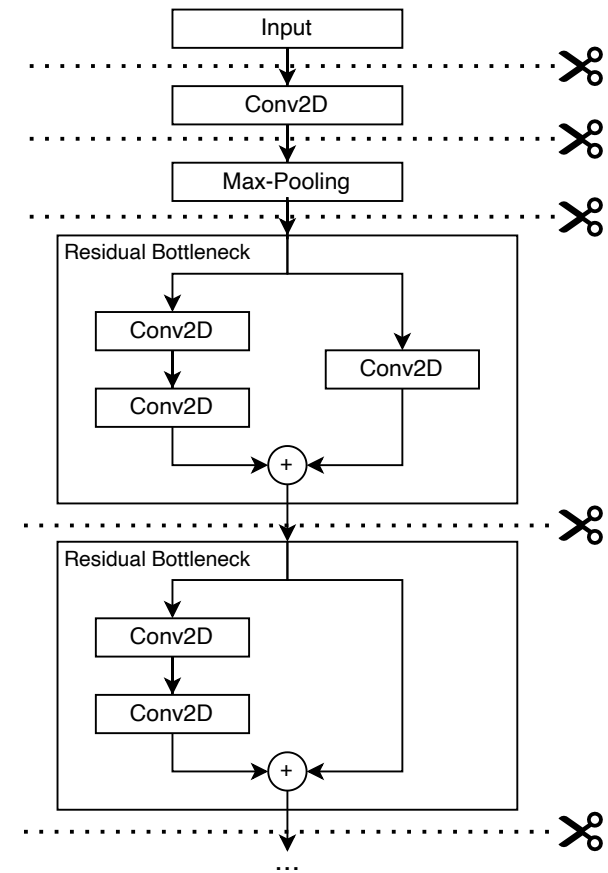 Input
Conv2D
Max-Pooling
Residual Bottleneck
Conv2D
Conv2D
Conv2D
+
Residual Bottleneck
Conv2D
Conv2D
+
...